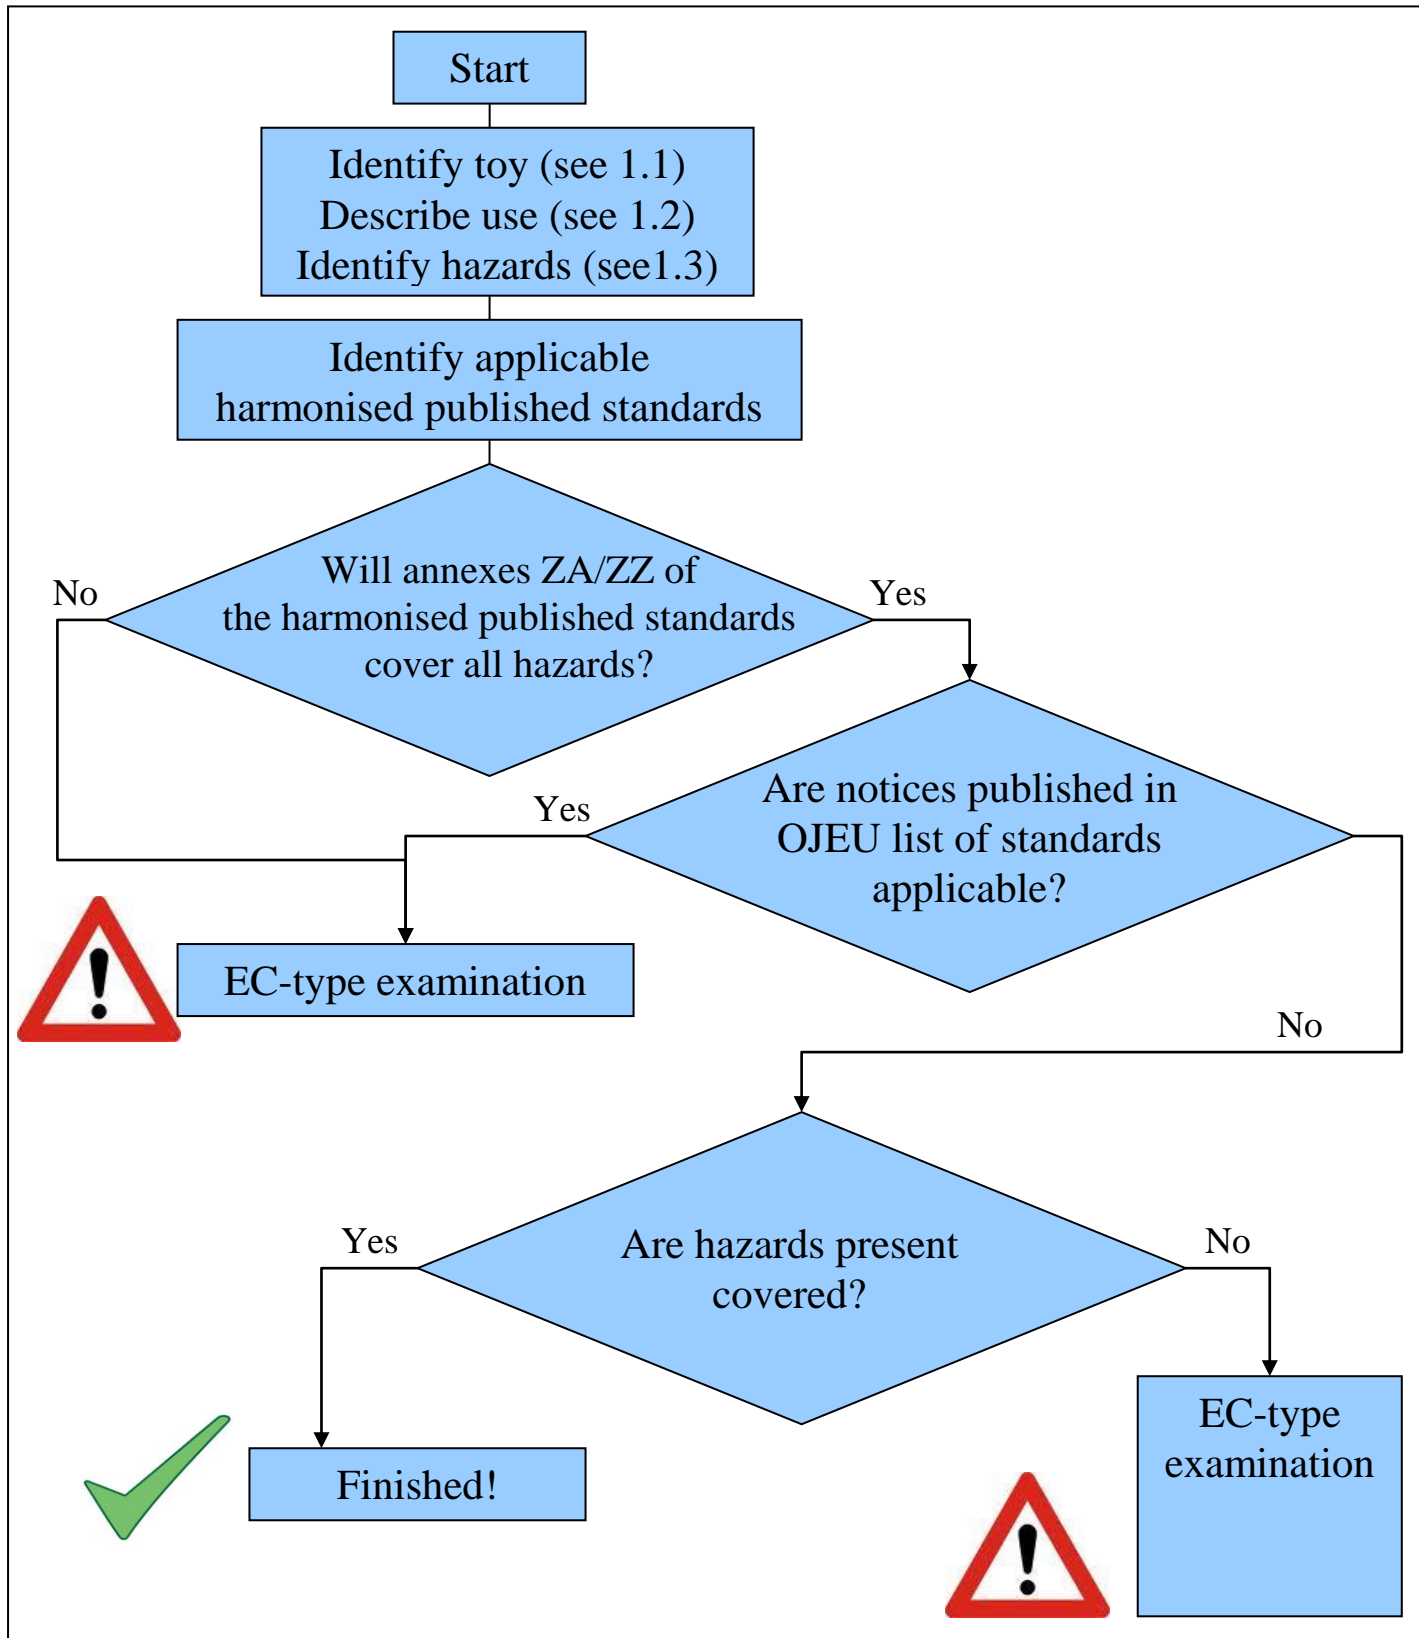 Start
Identify toy (see 1.1)
Describe use (see 1.2)
Identify hazards (see1.3)
Identify applicable
harmonised published standards
Will annexes ZA/ZZ of
the harmonised published standards
cover all hazards?
No
Yes
Are notices published in
OJEU list of standards
applicable?
Yes
EC-type examination
No
Are hazards present
covered?
Yes
No
Finished!
EC-type
examination